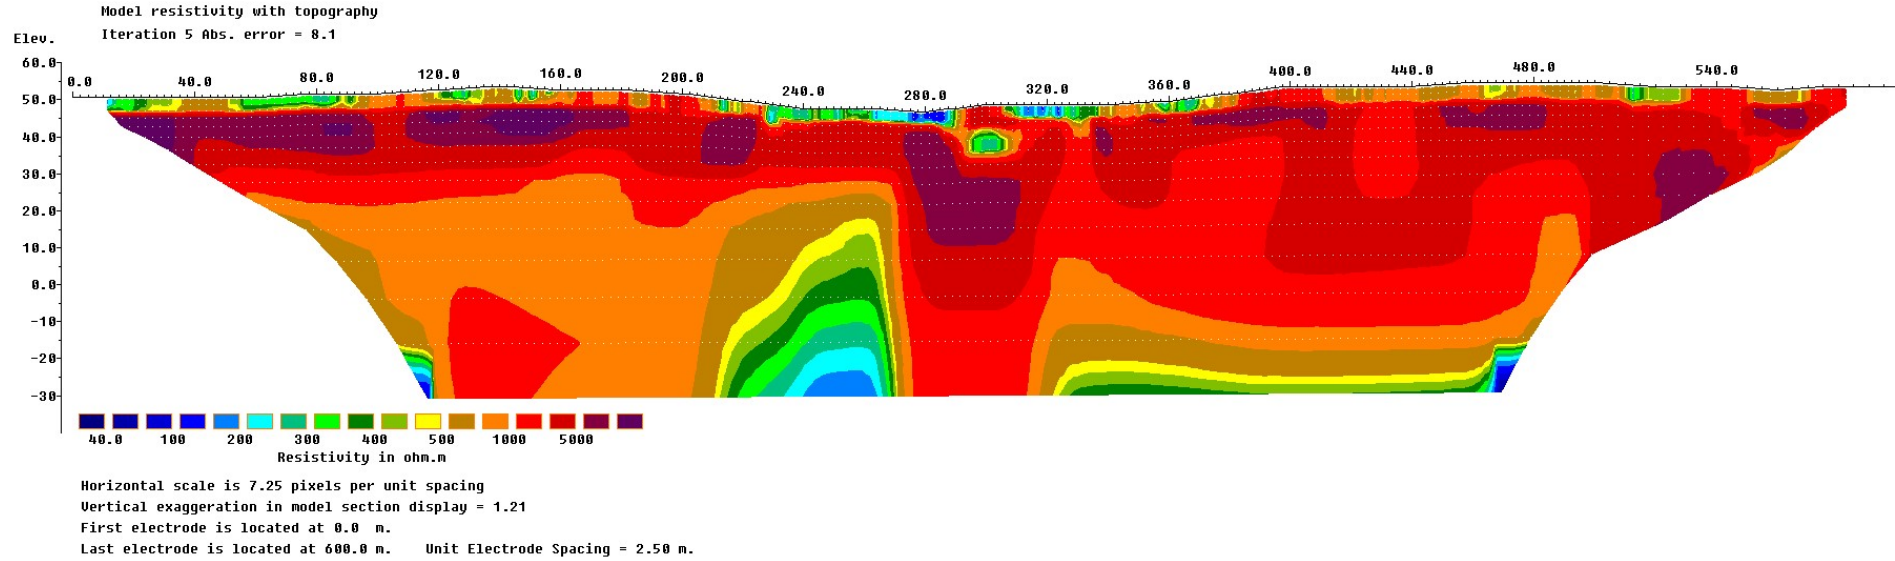 Model resistivity with topography
Iteration 5 Abs. error = 8.1
Elev.
60.0
0.0 40.0 80.0 120.0 160.0 200.0 240.0 280.0 320.0 360.0 400.0 440.0 480.0 540.0
50.0
40.0
30.0
20.0
10.0
0.0
-10
-20
-30
40.0 100 200 300 400 500 1000 5000
Resistivity in ohm.m
Horizontal scale is 7.25 pixels per unit spacing
Vertical exaggeration in model section display = 1.21
First electrode is located at 0.0 m.
Last electrode is located at 600.0 m. Unit Electrode Spacing = 2.50 m.